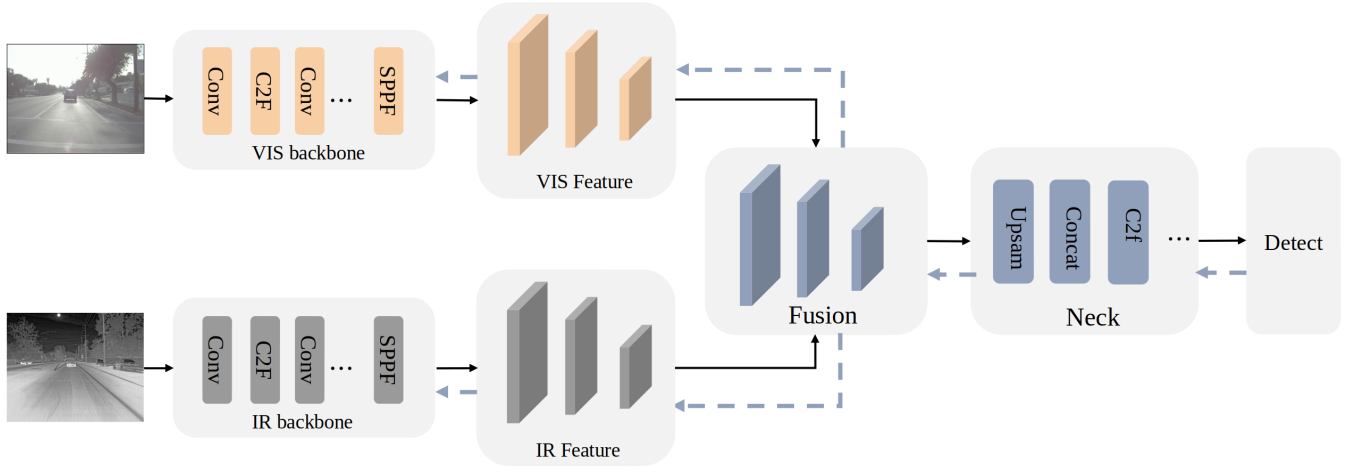 Conv
C2F
Conv
...
SPPF
VIS backbone
VIS Feature
Conv
C2F
Conv
...
SPPF
IR backbone
IR Feature
Fusion
Upsam
Concat
C2f
...
Neck
Detect